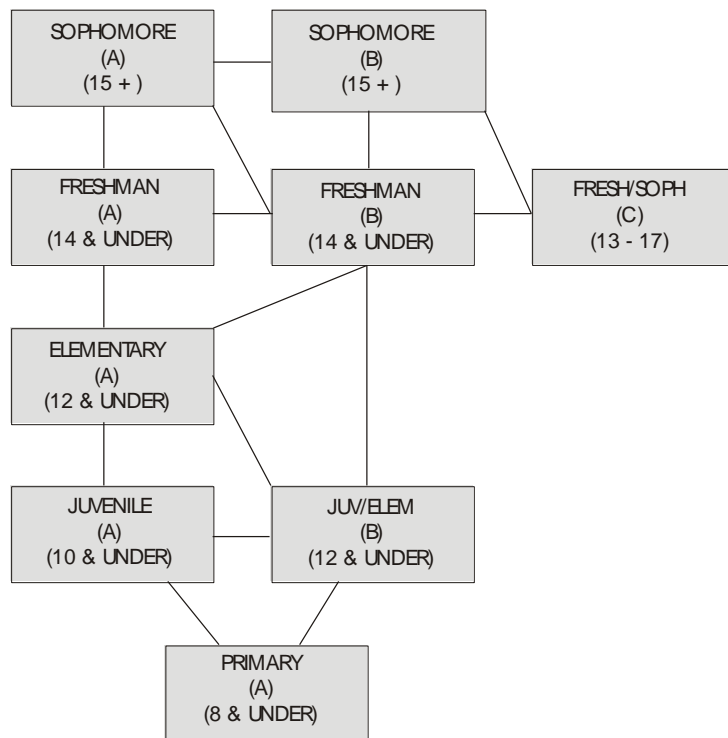 SOPHOMORE
(A)
(15 + )
SOPHOMORE
(B)
(15 + )
FRESHMAN
(A)
(14 & UNDER)
FRESHMAN
(B)
(14 & UNDER)
FRESH/SOPH
(C)
(13 - 17)
ELEMENTARY
(A)
(12 & UNDER)
JUVENILE
(A)
(10 & UNDER)
JUV/ELEM
(B)
(12 & UNDER)
PRIMARY
(A)
(8 & UNDER)